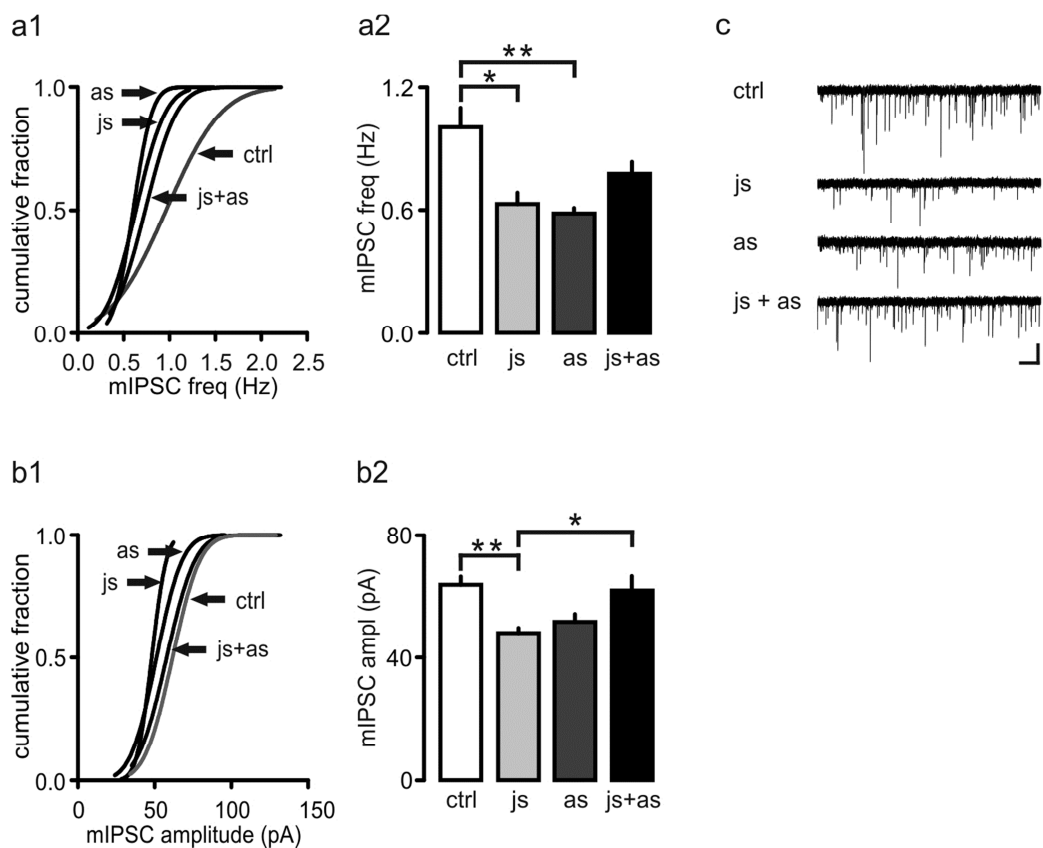 a1
cumulative fraction
1.0
0.5
0.0
as
js
ctrl
js+as
0.0 0.5 1.0 1.5 2.0 2.5
mIPSC freq (Hz)
a2
mIPSC freq (Hz)
1.2
0.6
0.0
**
*
ctrl js as js+as
c
ctrl
js
as
js + as
b1
cumulative fraction
1.0
0.5
0.0
as
js
ctrl
js+as
0 50 100 150
mIPSC amplitude (pA)
b2
mIPSC ampl (pA)
80
40
0
*
**
ctrl js as js+as